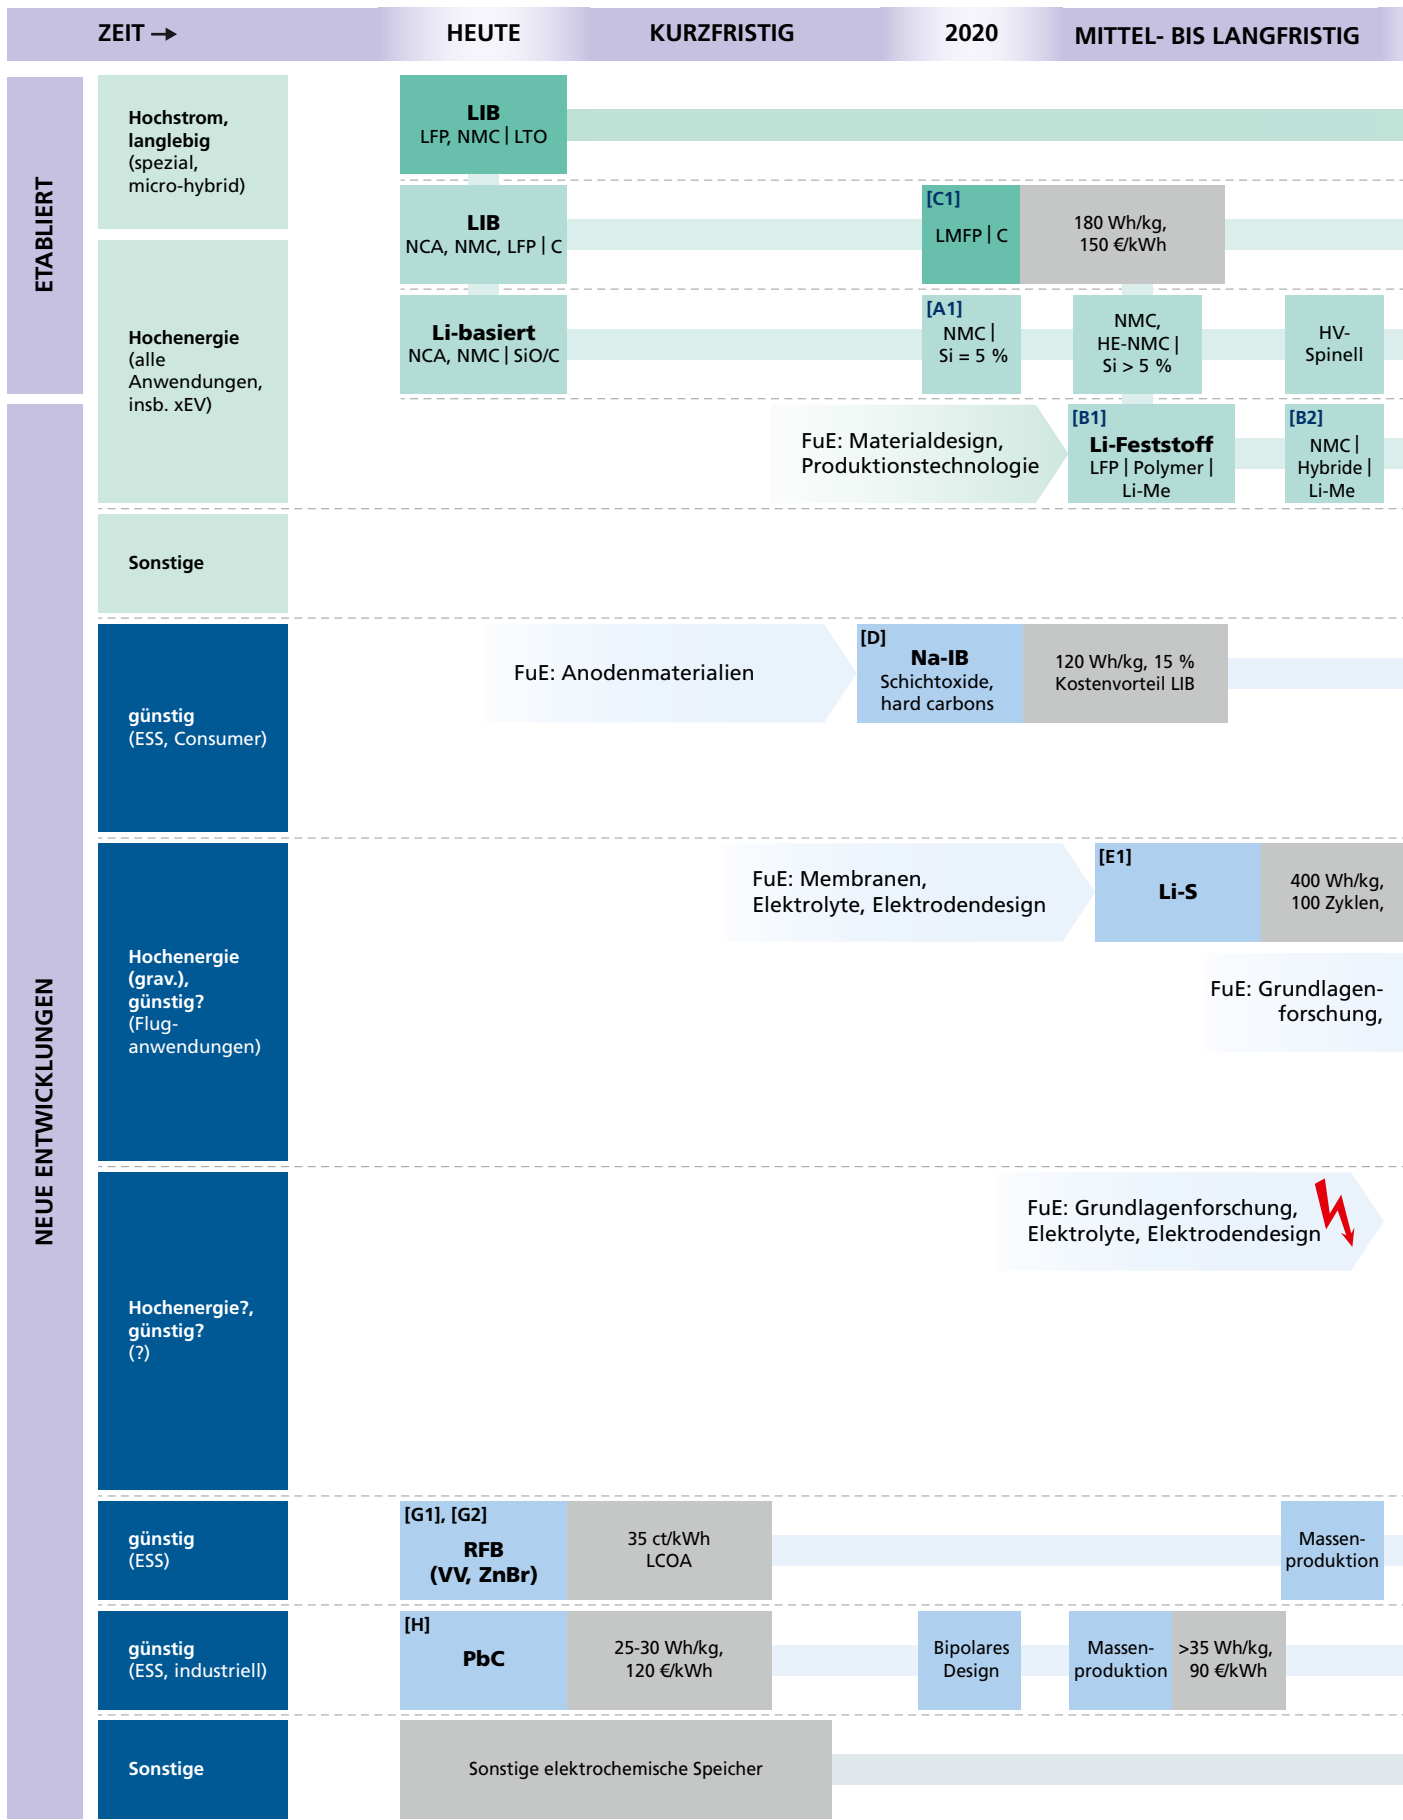 ZEIT →
HEUTE
KURZFRISTIG
2020
MITTEL- BIS LANGFRISTIG
ETABLIERT
Hochstrom,
langlebig
(spezial,
micro-hybrid)
LIB
LFP, NMC | LTO
LIB
NCA, NMC, LFP | C
[C1]
LMFP | C
180 Wh/kg,
150 €/kWh
Hochenergie
(alle
Anwendungen,
insb. xEV)
Li-basiert
NCA, NMC | SiO/C
[A1]
NMC |
Si = 5 %
NMC,
HE-NMC |
Si > 5 %
HV-
Spinell
NEUE ENTWICKLUNGEN
FuE: Materialdesign,
Produktionstechnologie
[B1]
Li-Feststoff
LFP | Polymer |
Li-Me
[B2]
NMC |
Hybride |
Li-Me
Sonstige
günstig
(ESS, Consumer)
FuE: Anodenmaterialien
[D]
Na-IB
Schichtoxide,
hard carbons
120 Wh/kg, 15 %
Kostenvorteil LIB
Hochenergie
(grav.),
günstig?
(Flug-
anwendungen)
FuE: Membranen,
Elektrolyte, Elektrodendesign
[E1]
Li-S
400 Wh/kg,
100 Zyklen,
FuE: Grundlagen-
forschung,
Hochenergie?,
günstig?
(?)
FuE: Grundlagenforschung,
Elektrolyte, Elektrodendesign
günstig
(ESS)
[G1], [G2]
RFB
(VV, ZnBr)
35 ct/kWh
LCOA
Massen-
produktion
günstig
(ESS, industriell)
[H]
PbC
25-30 Wh/kg,
120 €/kWh
Bipolares
Design
Massen-
produktion
>35 Wh/kg,
90 €/kWh
Sonstige
Sonstige elektrochemische Speicher